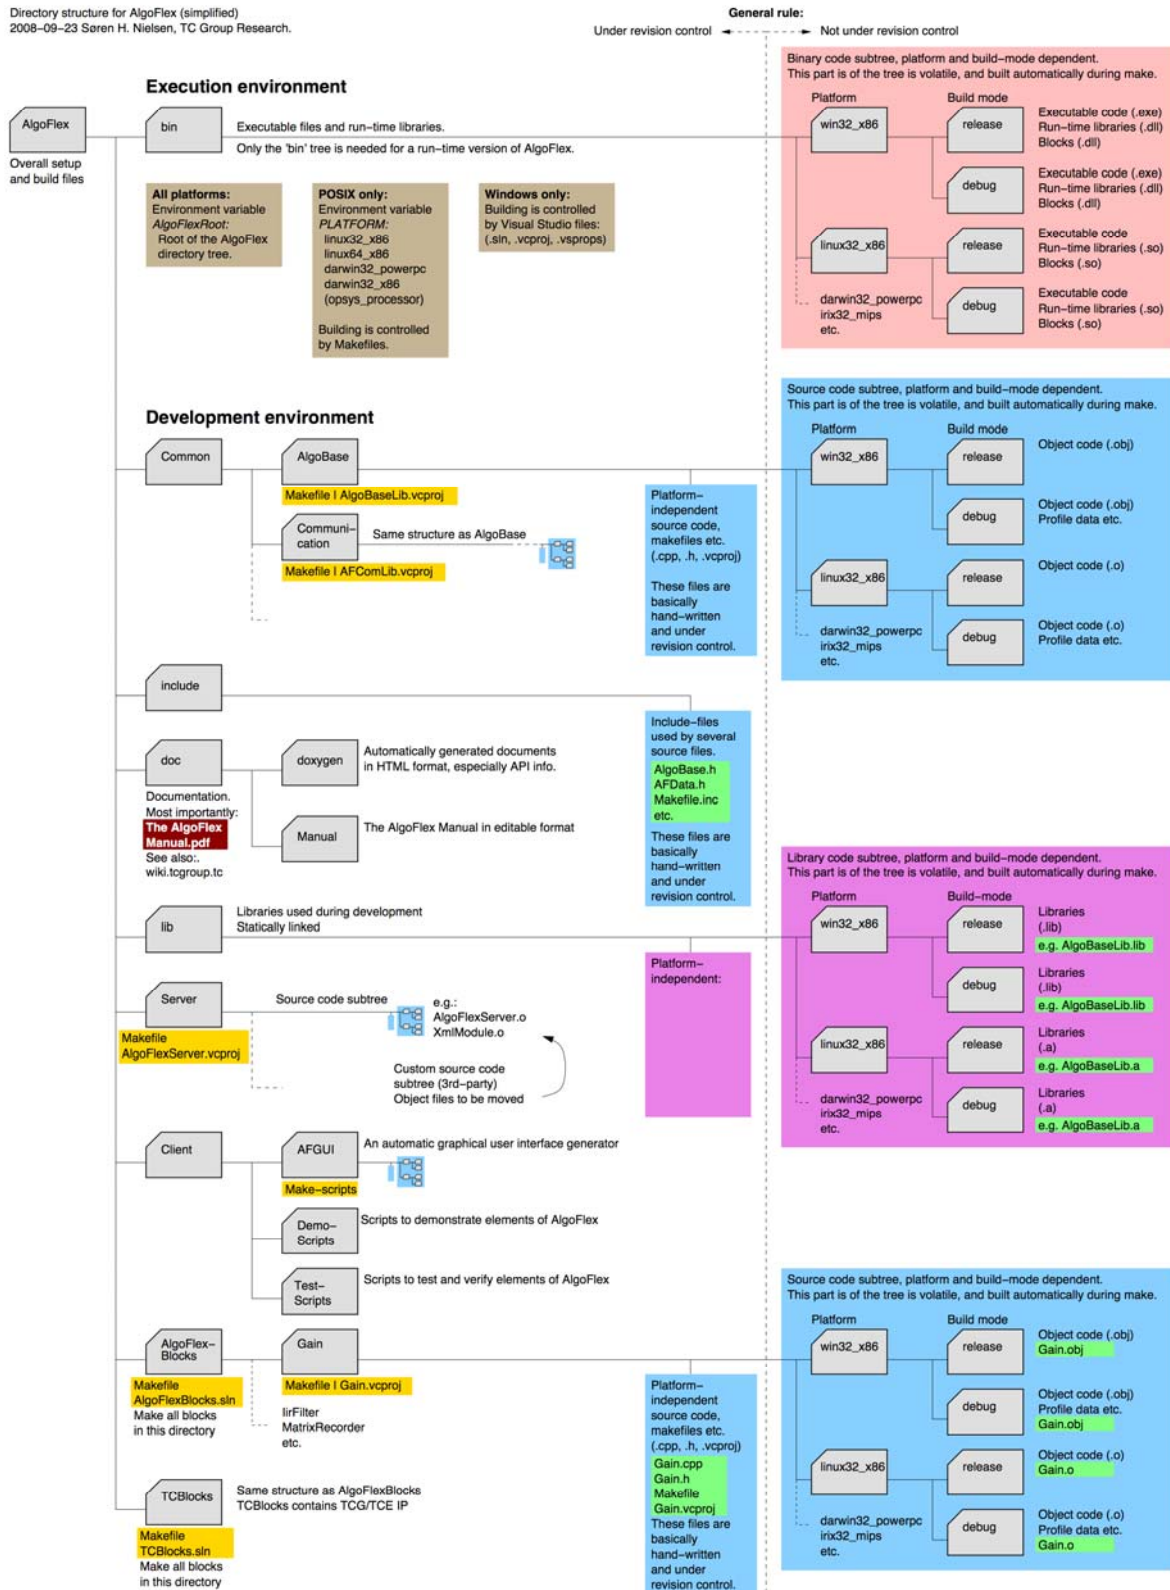 Directory structure for AlgoFlex (simplified)
2008-09-23 Søren H. Nielsen, TC Group Research.
General rule:
Under revision control
Not under revision control
Execution environment
AlgoFlex
Overall setup
and build files
bin
Executable files and run-time libraries.
Only the 'bin' tree is needed for a run-time version of AlgoFlex.
All platforms:
Environment variable
AlgoFlexRoot:
Root of the AlgoFlex
directory tree.
POSIX only:
Environment variable
PLATFORM:
linux32_x86
linux64_x86
darwin32_powerpc
darwin32_x86
(opsys_processor)
Building is controlled
by Makefiles.
Windows only:
Building is controlled
by Visual Studio files:
(.sln, .vcproj, .vsprops)
Binary code subtree, platform and build-mode dependent.
This part is of the tree is volatile, and built automatically during make.
Platform
Build mode
win32_x86
release
Executable code (.exe)
Run-time libraries (.dll)
Blocks (.dll)
debug
Executable code (.exe)
Run-time libraries (.dll)
Blocks (.dll)
linux32_x86
release
Executable code
Run-time libraries (.so)
Blocks (.so)
darwin32_powerpc
irix32_mips
etc.
debug
Executable code
Run-time libraries (.so)
Blocks (.so)
Development environment
Common
AlgoBase
Makefile | AlgoBaseLib.vcproj
Communi-
cation
Same structure as AlgoBase
Makefile | AFComLib.vcproj
Platform-
independent
source code,
makefiles etc.
(.cpp, .h, .vcproj)
These files are
basically
hand-written
and under
revision control.
Source code subtree, platform and build-mode dependent.
This part is of the tree is volatile, and built automatically during make.
Platform
Build mode
win32_x86
release
Object code (.obj)
debug
Object code (.obj)
Profile data etc.
linux32_x86
release
Object code (.o)
darwin32_powerpc
irix32_mips
etc.
debug
Object code (.o)
Profile data etc.
include
Include-files
used by several
source files.
AlgoBase.h
AFData.h
Makefile.inc
etc.
These files are
basically
hand-written
and under
revision control.
doc
Documentation.
Most importantly:
The AlgoFlex
Manual.pdf
See also:.
wiki.tcgroup.tc
doxygen
Automatically generated documents
in HTML format, especially API info.
Manual
The AlgoFlex Manual in editable format
lib
Libraries used during development
Statically linked
Platform-
independent:
Library code subtree, platform and build-mode dependent.
This part is of the tree is volatile, and built automatically during make.
Platform
Build-mode
win32_x86
release
Libraries
(.lib)
e.g. AlgoBaseLib.lib
debug
Libraries
(.lib)
e.g. AlgoBaseLib.lib
linux32_x86
release
Libraries
(.a)
e.g. AlgoBaseLib.a
darwin32_powerpc
irix32_mips
etc.
debug
Libraries
(.a)
e.g. AlgoBaseLib.a
Server
Makefile
AlgoFlexServer.vcproj
Source code subtree
e.g.:
AlgoFlexServer.o
XmlModule.o
Custom source code
subtree (3rd-party)
Object files to be moved
Client
AFGUI
An automatic graphical user interface generator
Make-scripts
Demo-
Scripts
Scripts to demonstrate elements of AlgoFlex
Test-
Scripts
Scripts to test and verify elements of AlgoFlex
AlgoFlex-
Blocks
Makefile
AlgoFlexBlocks.sln
Make all blocks
in this directory
Gain
Makefile | Gain.vcproj
IirFilter
MatrixRecorder
etc.
Platform-
independent
source code,
makefiles etc.
(.cpp, .h, .vcproj)
Gain.cpp
Gain.h
Makefile
Gain.vcproj
These files are
basically
hand-written
and under
revision control.
Source code subtree, platform and build-mode dependent.
This part is of the tree is volatile, and built automatically during make.
Platform
Build mode
win32_x86
release
Object code (.obj)
Gain.obj
debug
Object code (.obj)
Profile data etc.
Gain.obj
linux32_x86
release
Object code (.o)
Gain.o
darwin32_powerpc
irix32_mips
etc.
debug
Object code (.o)
Profile data etc.
Gain.o
TCBlocks
Same structure as AlgoFlexBlocks
TCBlocks contains TCG/TCE IP
Makefile
TCBlocks.sln
Make all blocks
in this directory